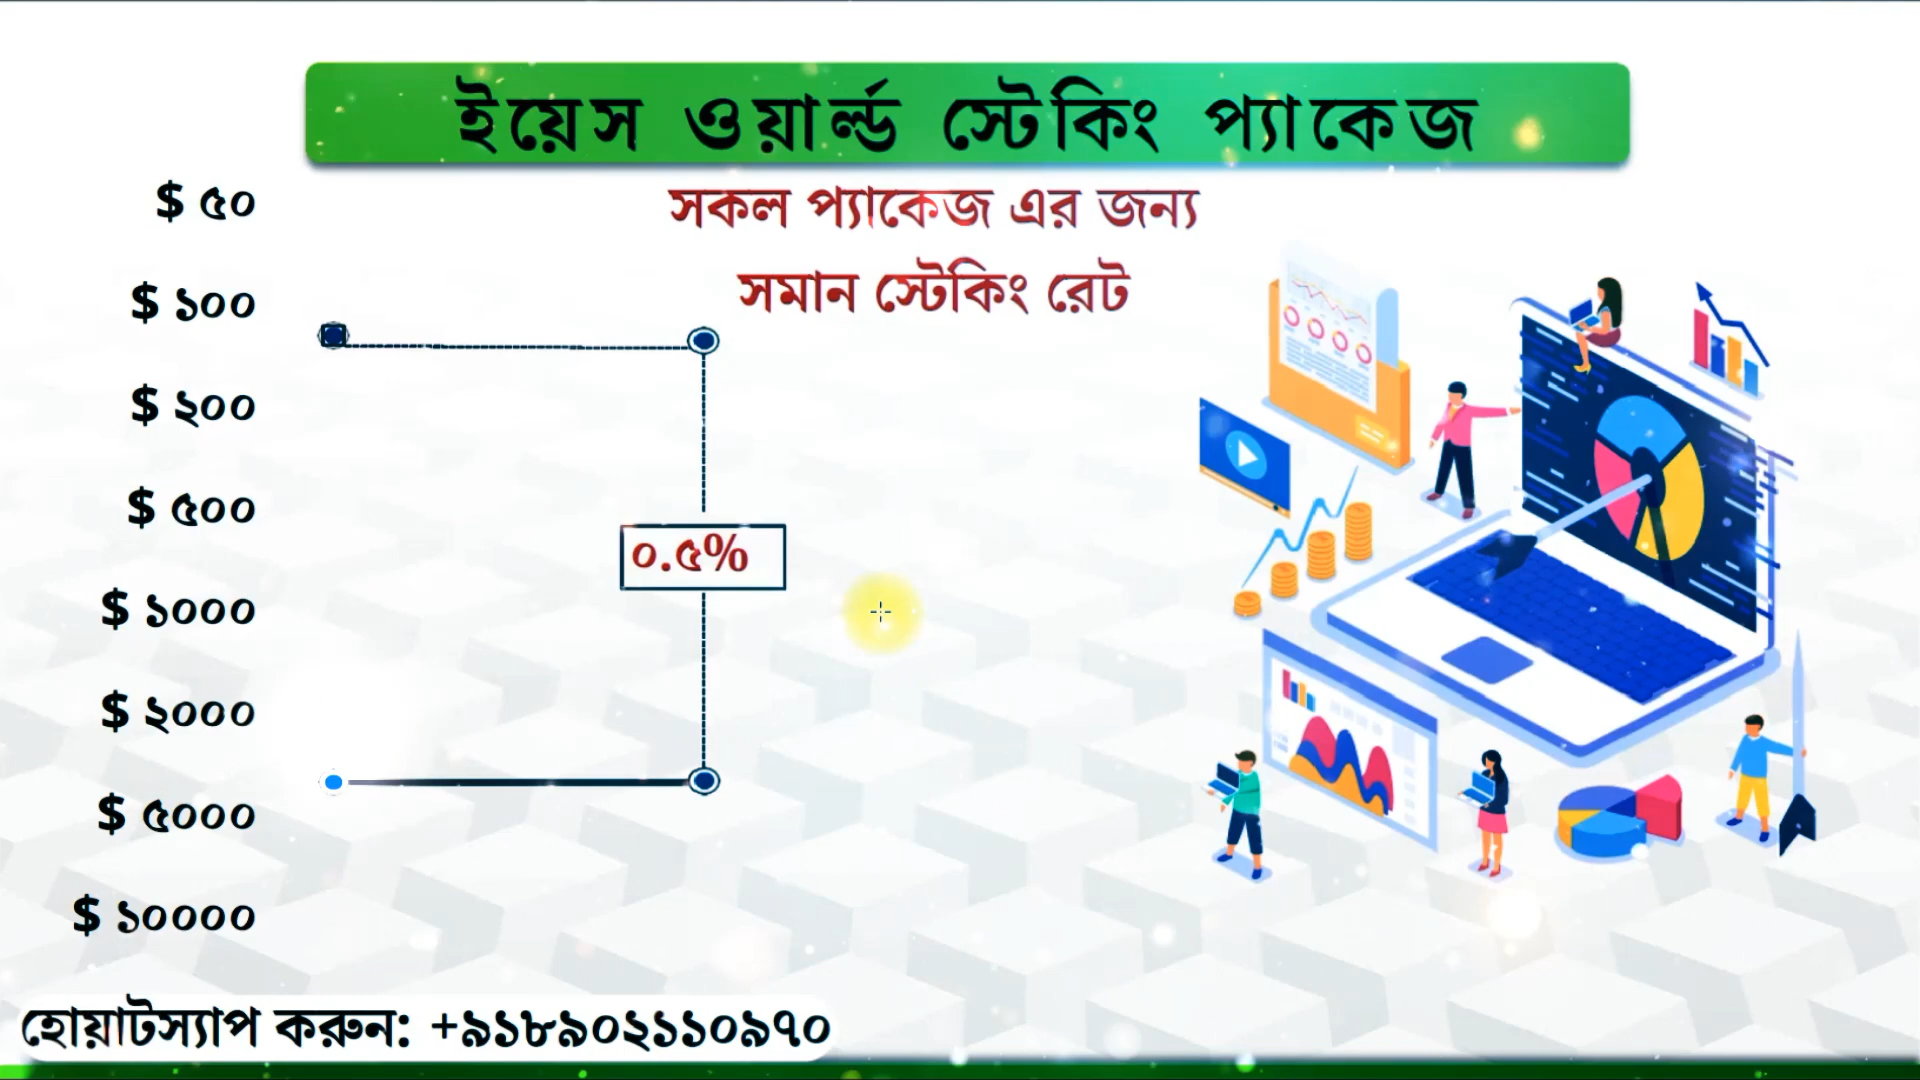 ইয়েস ওয়ার্ল্ড স্টেকিং প্যাকেজ
সকল প্যাকেজ এর জন্য
সমান স্টেকিং রেট
$ ৫০
$ ১০০
$ ২০০
$ ৫০০
$ ১০০০
$ ২০০০
$ ৫০০০
$ ১০০০০
০.৫%
হোয়াটস্যাপ করুন: +৯১৮৯০২১১০৯৭০